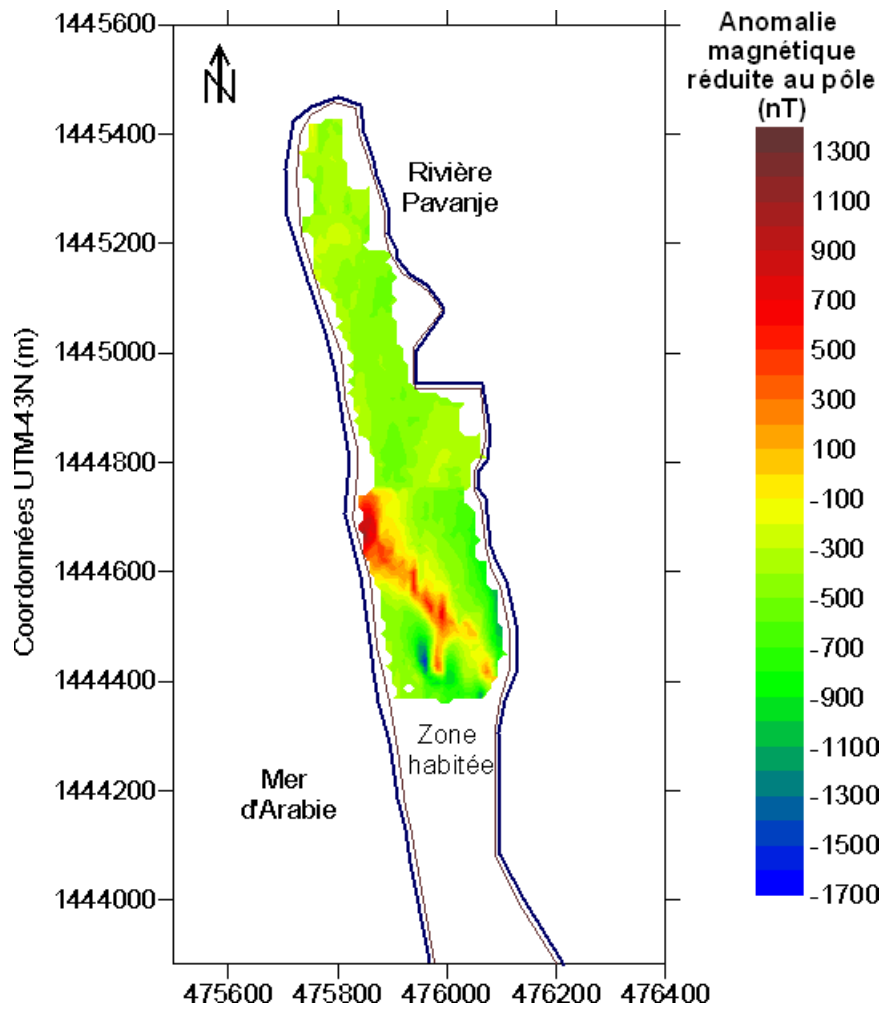 Anomalie
magnétique
réduite au pôle
(nT)
1445600
N
1445400
Rivière
Pavanje
1445200
1445000
Coordonnées UTM-43N (m)
1444800
1444600
1444400
Zone
habitée
Mer
d'Arabie
1444200
1444000
475600 475800 476000 476200 476400
1300
1100
900
700
500
300
100
-100
-300
-500
-700
-900
-1100
-1300
-1500
-1700